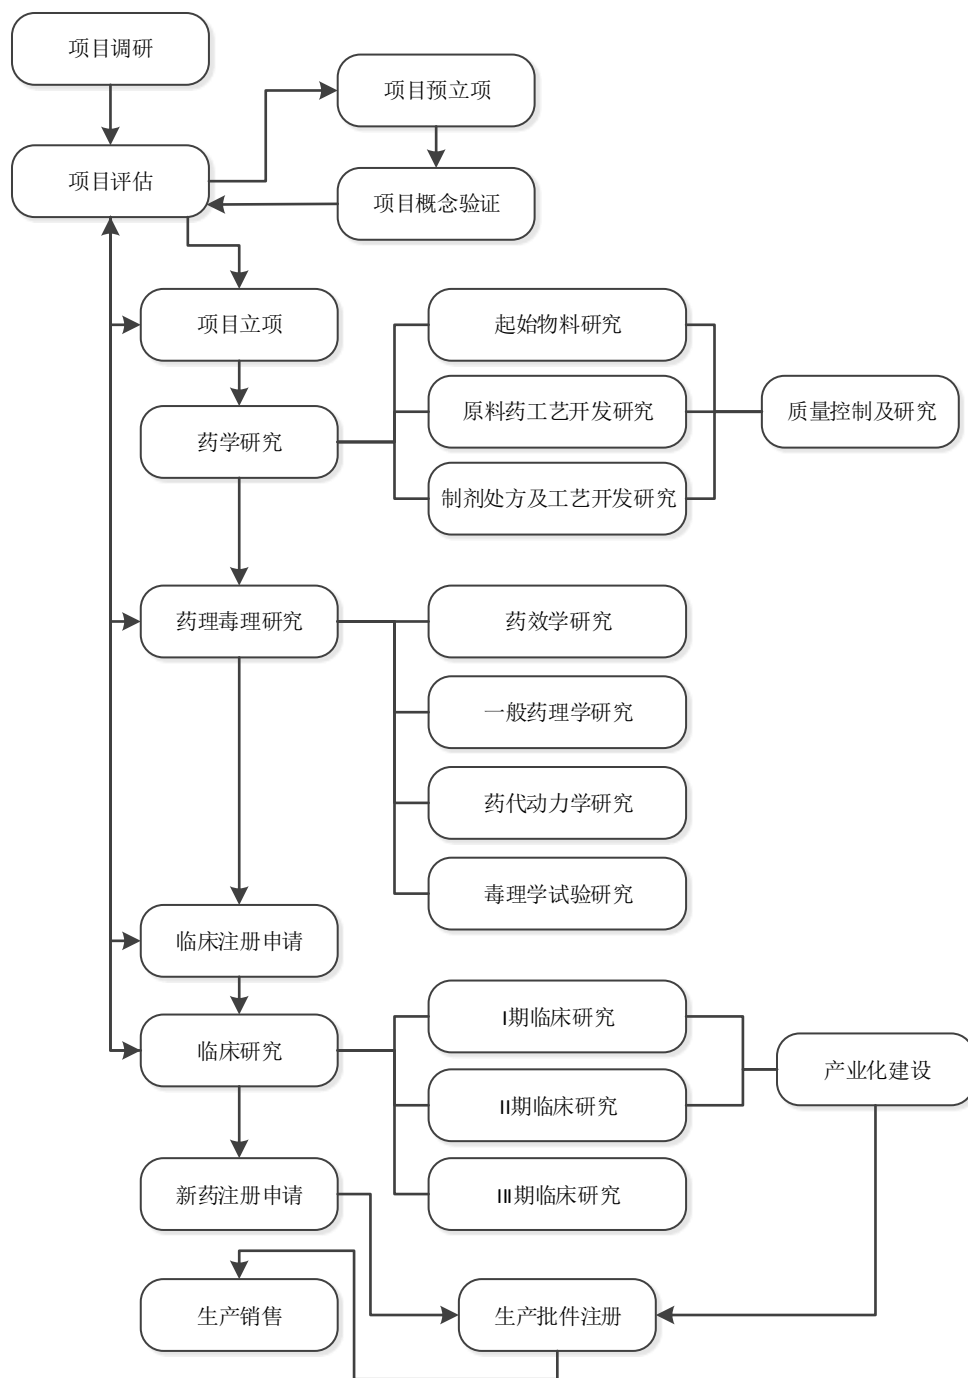 项目调研
项目预立项
项目评估
项目概念验证
项目立项
起始物料研究
原料药工艺开发研究
质量控制及研究
药学研究
制剂处方及工艺开发研究
药理毒理研究
药效学研究
一般药理学研究
药代动力学研究
毒理学试验研究
临床注册申请
I期临床研究
临床研究
产业化建设
II期临床研究
新药注册申请
III期临床研究
生产销售
生产批件注册